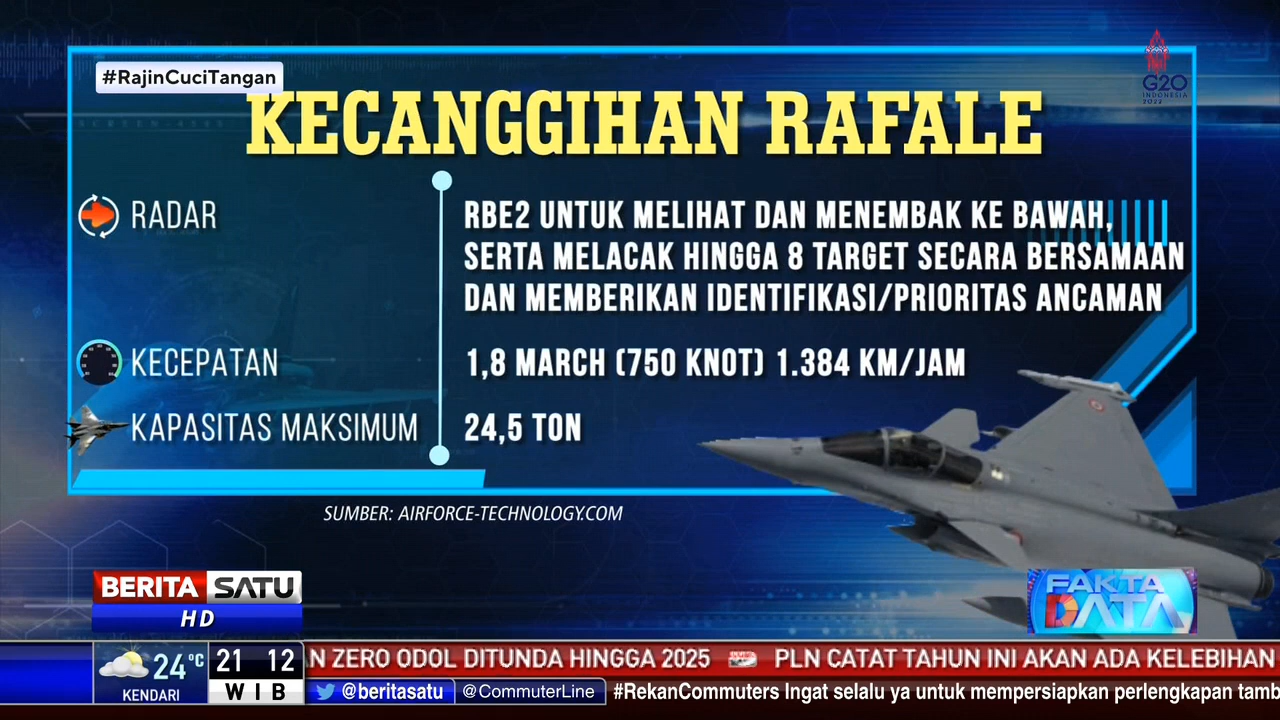 #RajinCuciTangan
G20
INDONESIA
2022
KECANGGIHAN RAFALE
RADAR
RBE2 UNTUK MELIHAT DAN MENEMBAK KE BAWAH,
SERTA MELACAK HINGGA 8 TARGET SECARA BERSAMAAN
DAN MEMBERIKAN IDENTIFIKASI/PRIORITAS ANCAMAN
KECEPATAN
1,8 MARCH (750 KNOT) 1.384 KM/JAM
KAPASITAS MAKSIMUM
24,5 TON
SUMBER: AIRFORCE-TECHNOLOGY.COM
BERITA SATU
HD
FAKTA
DATA
24°C
KENDARI
21 12
WIB
N ZERO ODOL DITUNDA HINGGA 2025 PLN CATAT TAHUN INI AKAN ADA KELEBIHAN
@beritasatu @CommuterLine #RekanCommuters Ingat selalu ya untuk mempersiapkan perlengkapan tamb